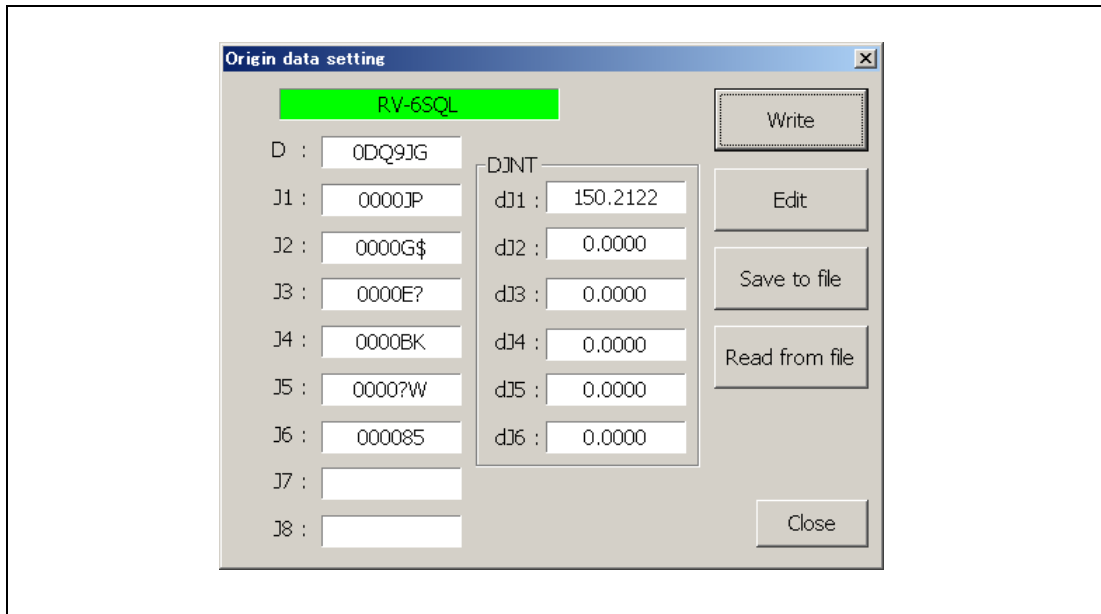 Origin data setting
RV-6SQL
Write
D : 0DQ9JG
DJNT
J1 : 0000JP
dJ1 : 150.2122
Edit
J2 : 0000G$
dJ2 : 0.0000
J3 : 0000E?
dJ3 : 0.0000
Save to file
J4 : 0000BK
dJ4 : 0.0000
Read from file
J5 : 0000?W
dJ5 : 0.0000
J6 : 000085
dJ6 : 0.0000
J7 :
J8 :
Close